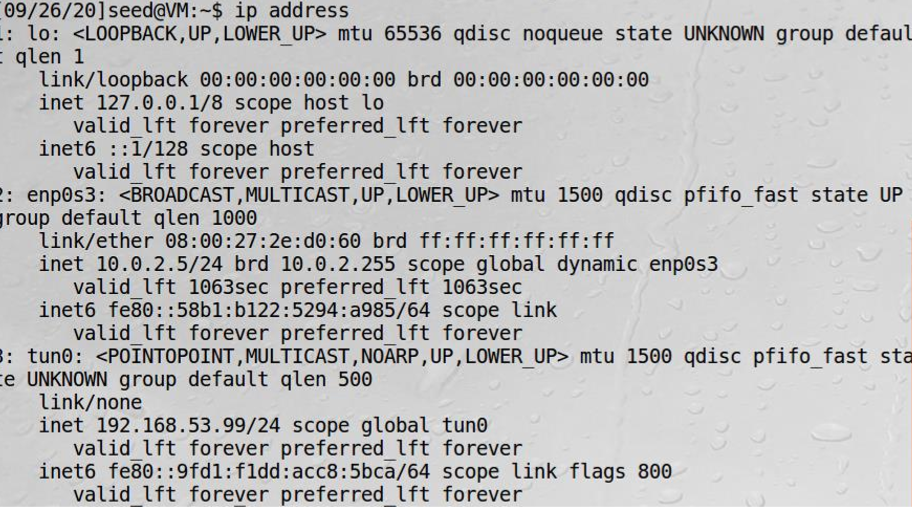 [09/26/20]seed@VM:~$ ip address
1: lo: <LOOPBACK,UP,LOWER_UP> mtu 65536 qdisc noqueue state UNKNOWN group defaul
t qlen 1
link/loopback 00:00:00:00:00:00 brd 00:00:00:00:00:00
inet 127.0.0.1/8 scope host lo
valid_lft forever preferred_lft forever
inet6 ::1/128 scope host
valid_lft forever preferred_lft forever
2: enp0s3: <BROADCAST,MULTICAST,UP,LOWER_UP> mtu 1500 qdisc pfifo_fast state UP
group default qlen 1000
link/ether 08:00:27:2e:d0:60 brd ff:ff:ff:ff:ff:ff
inet 10.0.2.5/24 brd 10.0.2.255 scope global dynamic enp0s3
valid_lft 1063sec preferred_lft 1063sec
inet6 fe80::58b1:b122:5294:a985/64 scope link
valid_lft forever preferred_lft forever
3: tun0: <POINTOPOINT,MULTICAST,NOARP,UP,LOWER_UP> mtu 1500 qdisc pfifo_fast sta
te UNKNOWN group default qlen 500
link/none
inet 192.168.53.99/24 scope global tun0
valid_lft forever preferred_lft forever
inet6 fe80::9fd1:f1dd:acc8:5bca/64 scope link flags 800
valid_lft forever preferred_lft forever